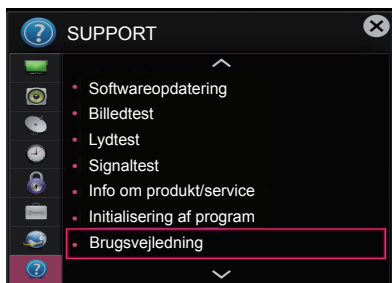 SUPPORT
Softwareopdatering
Billedtest
Lydtest
Signaltest
Info om produkt/service
Initialisering af program
Brugsvejledning